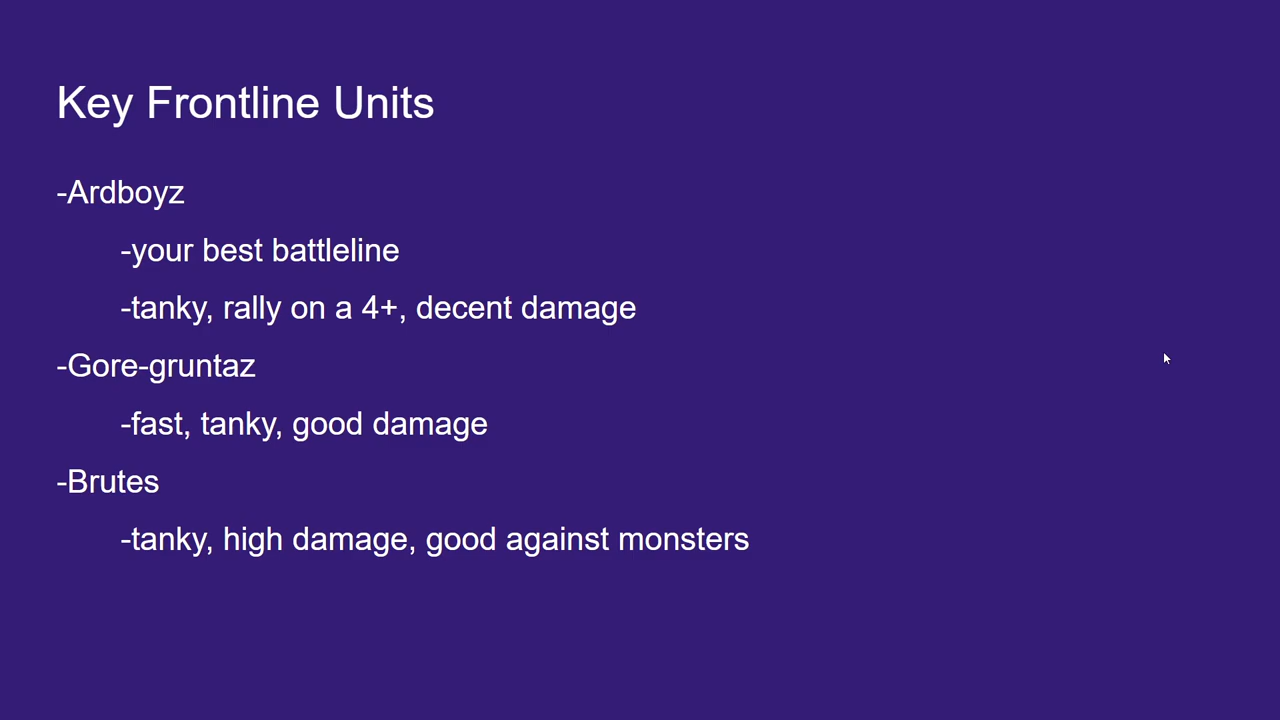 Key Frontline Units
-Ardboyz
-your best battleline
-tanky, rally on a 4+, decent damage
-Gore-gruntaz
-fast, tanky, good damage
-Brutes
-tanky, high damage, good against monsters